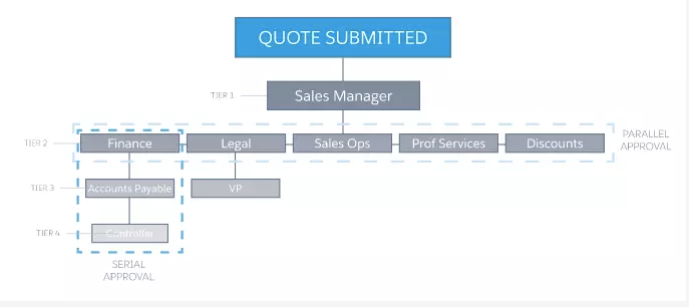 QUOTE SUBMITTED
TIER 1
Sales Manager
TIER 2
Finance
Legal
Sales Ops
Prof Services
Discounts
PARALLEL
APPROVAL
TIER 3
Accounts Payable
VP
TIER 4
Controller
SERIAL
APPROVAL